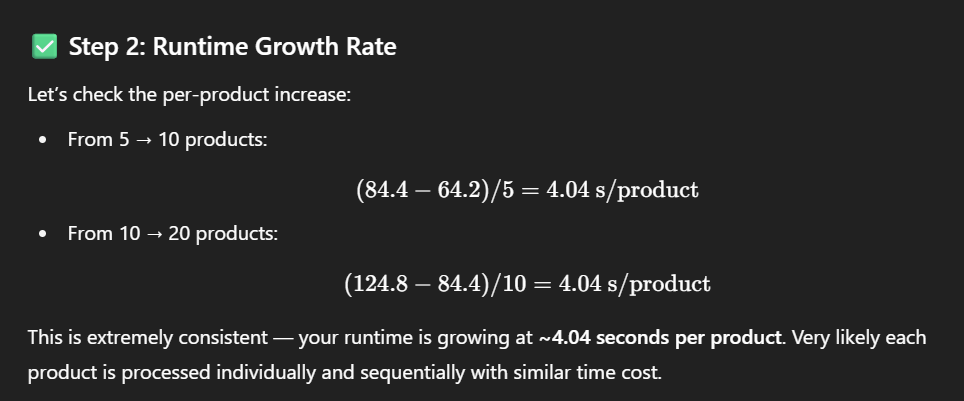 ✅ Step 2: Runtime Growth Rate
Let's check the per-product increase:
• From 5 → 10 products:
(84.4 − 64.2)/5 = 4.04 s/product
• From 10 → 20 products:
(124.8 − 84.4)/10 = 4.04 s/product
This is extremely consistent — your runtime is growing at ~4.04 seconds per product. Very likely each
product is processed individually and sequentially with similar time cost.